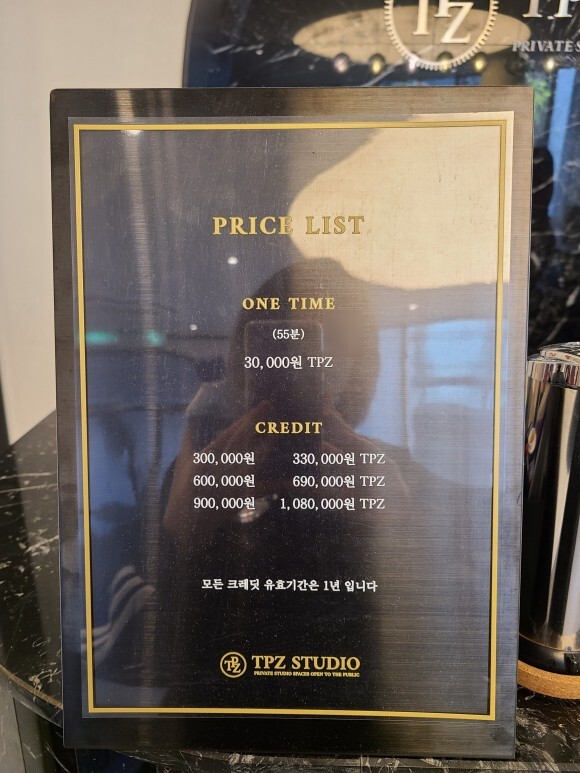 TPZ
TPZ
PRIVATE S
PRICE LIST
ONE TIME
(55분)
30,000원 TPZ
CREDIT
300,000원 330,000원 TPZ
600,000원 690,000원 TPZ
900,000원 1,080,000원 TPZ
모든 크레딧 유효기간은 1년 입니다
TPZ TPZ STUDIO
PRIVATE STUDIO SPACES OPEN TO THE PUBLIC